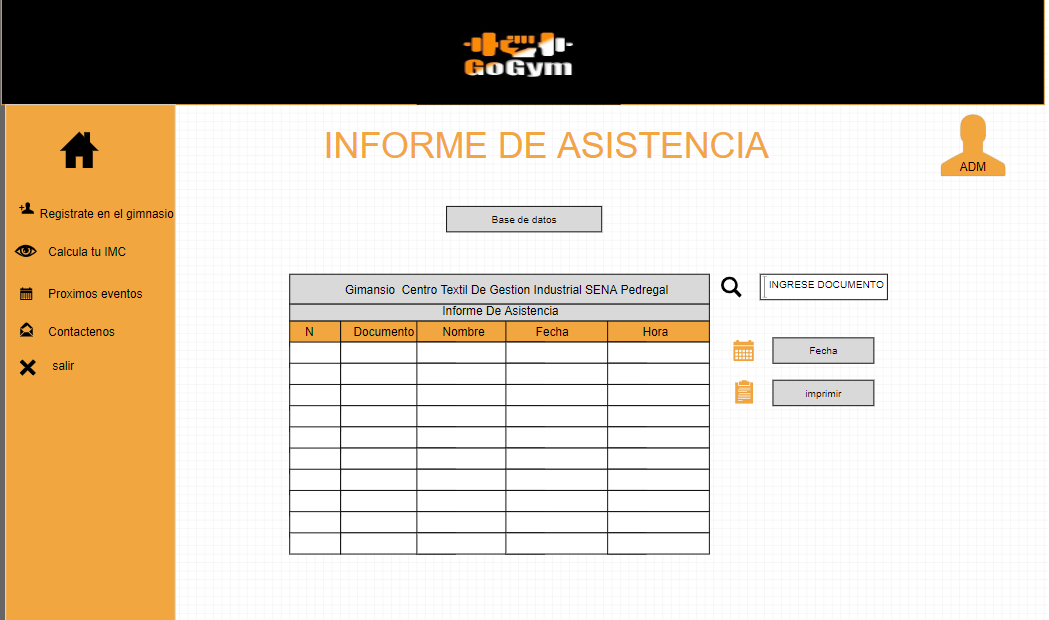 GoGym
INFORME DE ASISTENCIA
ADM
Registrate en el gimnasio
Calcula tu IMC
Proximos eventos
Contactenos
salir
Base de datos
Gimansio Centro Textil De Gestion Industrial SENA Pedregal
Informe De Asistencia
N Documento Nombre Fecha Hora
INGRESE DOCUMENTO
Fecha
imprimir